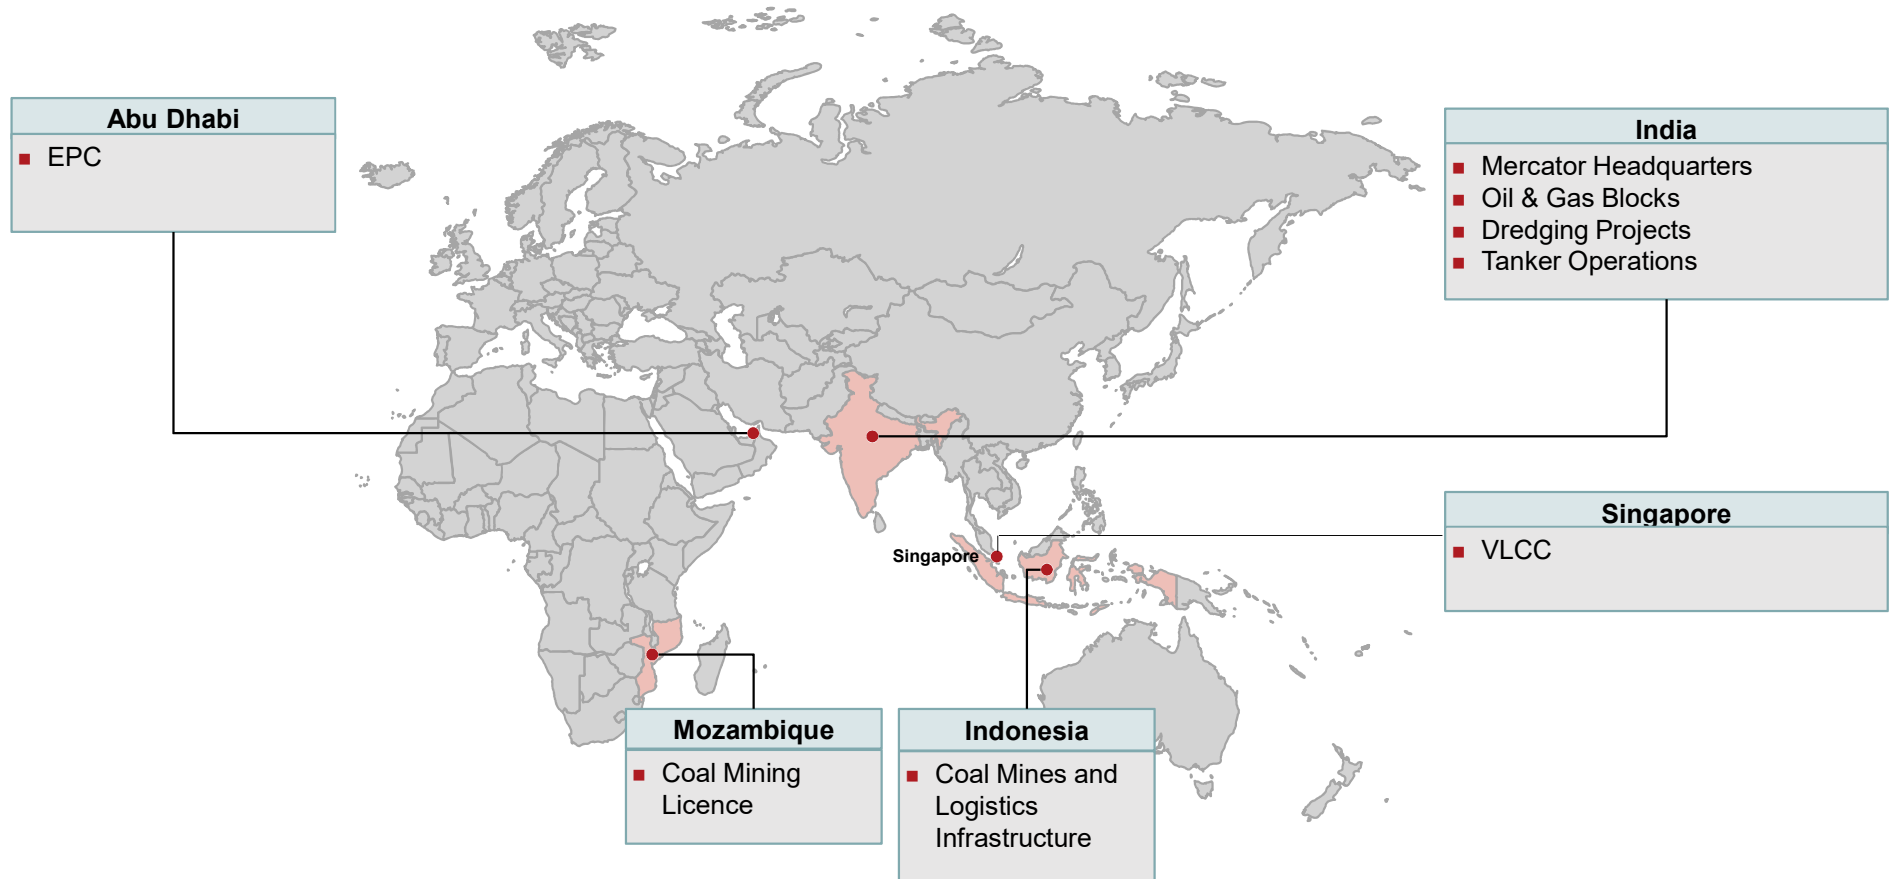 Abu Dhabi
EPC
India
Mercator Headquarters
Oil & Gas Blocks
Dredging Projects
Tanker Operations
Singapore
VLCC
Singapore
Mozambique
Coal Mining
Licence
Indonesia
Coal Mines and
Logistics
Infrastructure